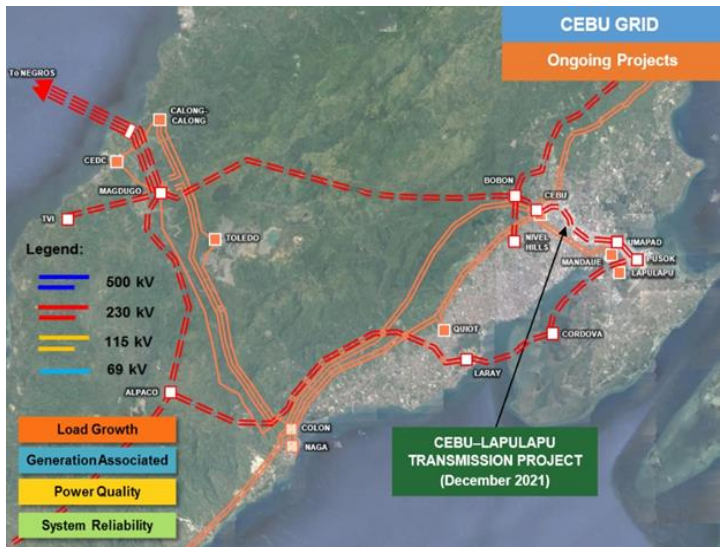 CEBU GRID
Ongoing Projects
To NEGROS
CALONG-
CALONG
CEDC
MAGDUGO
BOBON
CEBU
TVI
TOLEDO
NIVEL
HILLS
UMAPAD
MANDAUE
PUSOK
LAPULAPU
Legend:
500 kV
230 kV
115 kV
69 kV
QUIOT
CORDOVA
LARAY
ALPACO
COLON
NAGA
Load Growth
Generation Associated
Power Quality
System Reliability
CEBU–LAPULAPU
TRANSMISSION PROJECT
(December 2021)